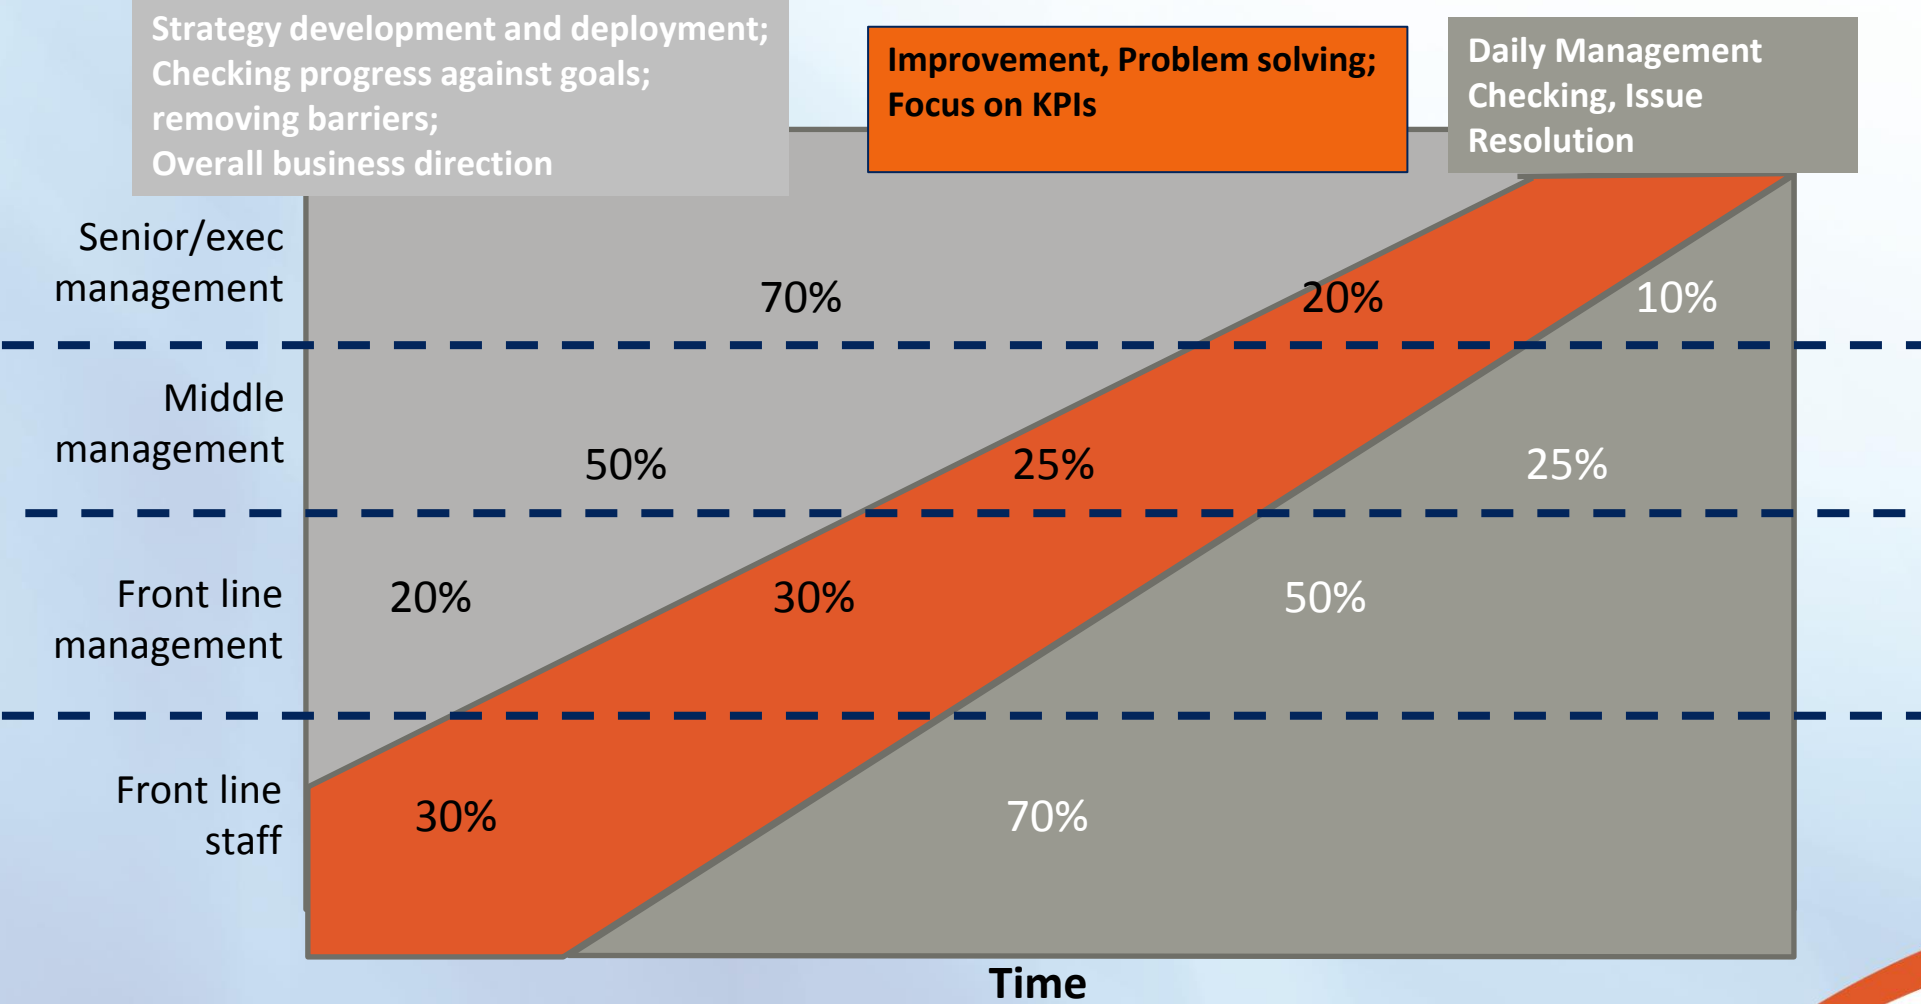 Strategy development and deployment;
Checking progress against goals;
removing barriers;
Overall business direction
Improvement, Problem solving;
Focus on KPIs
Daily Management
Checking, Issue
Resolution
Senior/exec
management
70%
20%
10%
Middle
management
50%
25%
25%
Front line
management
20%
30%
50%
Front line
staff
30%
70%
Time